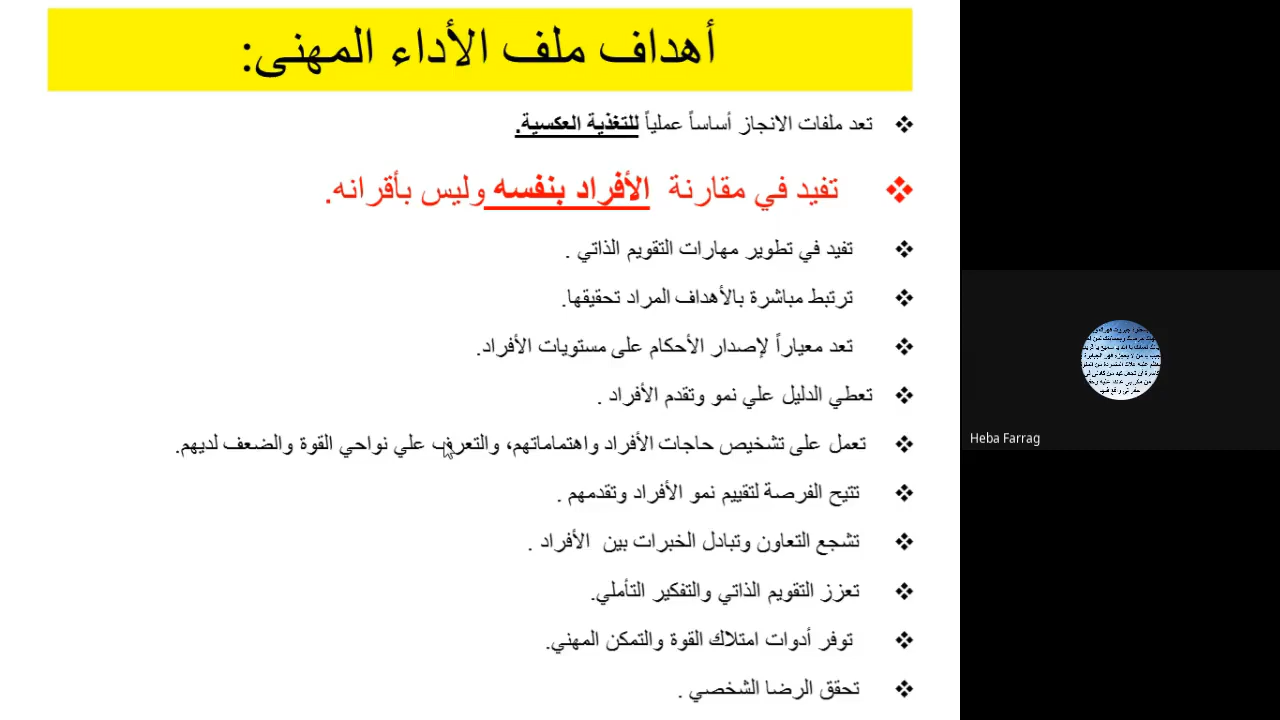 أهداف ملف الأداء المهنى:
❖ تعد ملفات الانجاز أساساً عملياً للتغذية العكسية.
❖ تفيد في مقارنة الأفراد بنفسه وليس بأقرانه.
❖ تفيد في تطوير مهارات التقويم الذاتي .
❖ ترتبط مباشرة بالأهداف المراد تحقيقها.
❖ تعد معياراً لإصدار الأحكام على مستويات الأفراد.
❖ تعطي الدليل علي نمو وتقدم الأفراد .
❖ تعمل على تشخيص حاجات الأفراد واهتماماتهم، والتعرف علي نواحي القوة والضعف لديهم.
❖ تتيح الفرصة لتقييم نمو الأفراد وتقدمهم .
❖ تشجع التعاون وتبادل الخبرات بين الأفراد .
❖ تعزز التقويم الذاتي والتفكير التأملي.
❖ توفر أدوات امتلاك القوة والتمكن المهني.
❖ تحقق الرضا الشخصي .
Heba Farrag